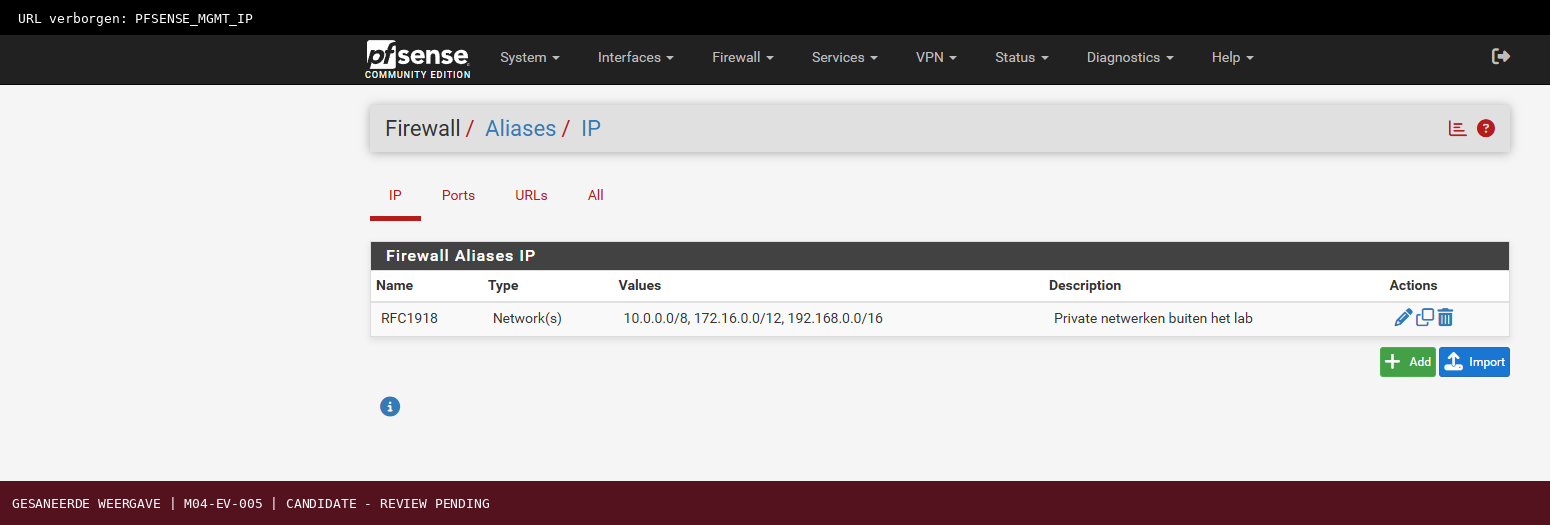 URL verborgen: PFSENSE_MGMT_IP
pfsense
COMMUNITY EDITION
System Interfaces Firewall Services VPN Status Diagnostics Help
Firewall / Aliases / IP
IP Ports URLs All
Firewall Aliases IP
Name Type Values Description Actions
RFC1918 Network(s) 10.0.0.0/8, 172.16.0.0/12, 192.168.0.0/16 Private netwerken buiten het lab
Add Import
GESANEERDE WEERGAVE | M04-EV-005 | CANDIDATE - REVIEW PENDING